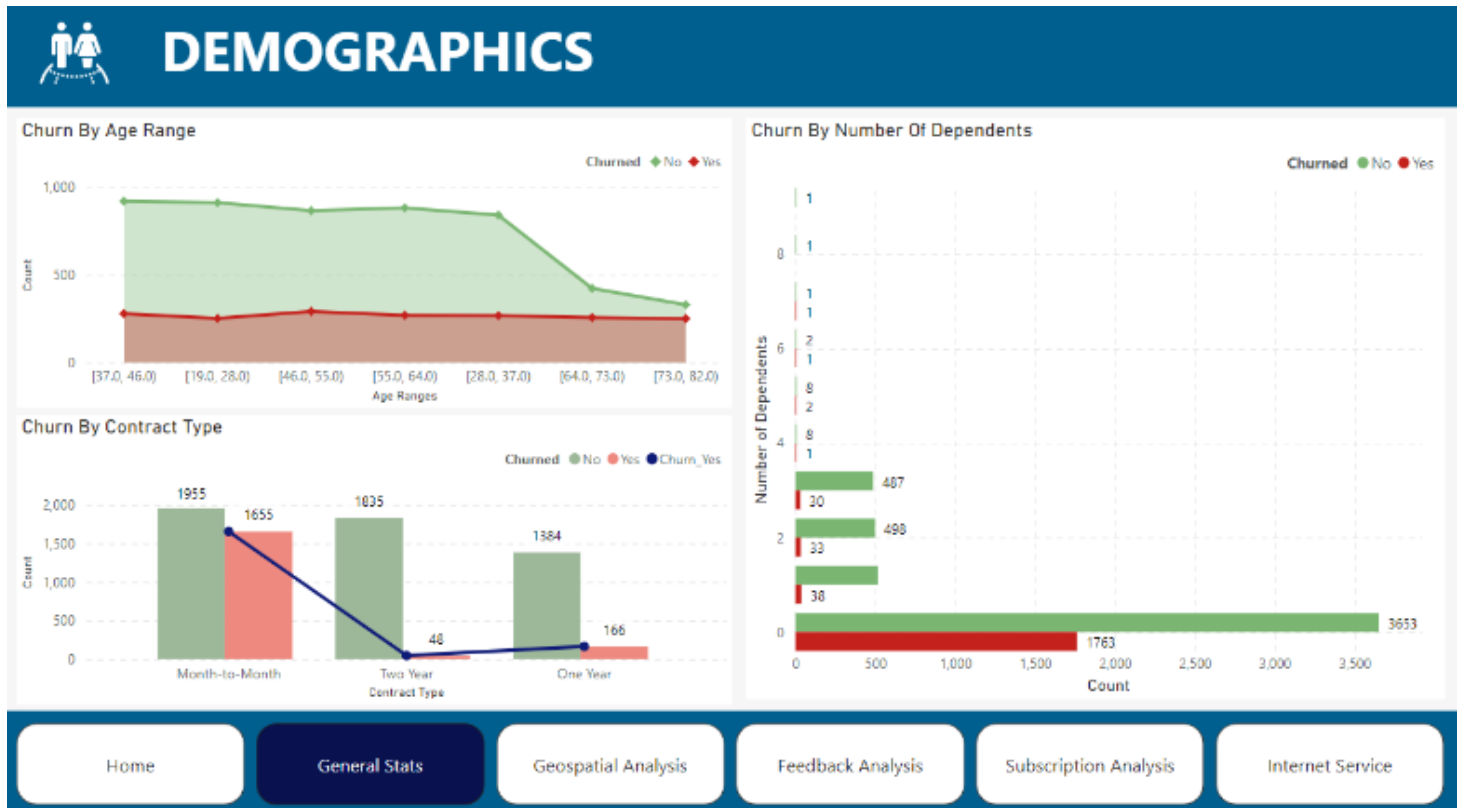 DEMOGRAPHICS
Churn By Age Range
Churned No Yes
1,000
500
0
Count
[37.0, 46.0) [19.0, 28.0) [46.0, 55.0) [55.0, 64.0) [28.0, 37.0) [64.0, 73.0) [73.0, 82.0)
Age Ranges
Churn By Contract Type
Churned No Yes Churn_Yes
2,000
1,500
1,000
500
0
Count
1955
1655
1835
48
1384
166
Month-to-Month Two Year One Year
Contract Type
Churn By Number Of Dependents
Churned No Yes
Number of Dependents
8
6
4
2
0
1
1
1
1
2
1
8
2
8
1
487
30
498
33
38
3653
1763
0 500 1,000 1,500 2,000 2,500 3,000 3,500
Count
Home
General Stats
Geospatial Analysis
Feedback Analysis
Subscription Analysis
Internet Service